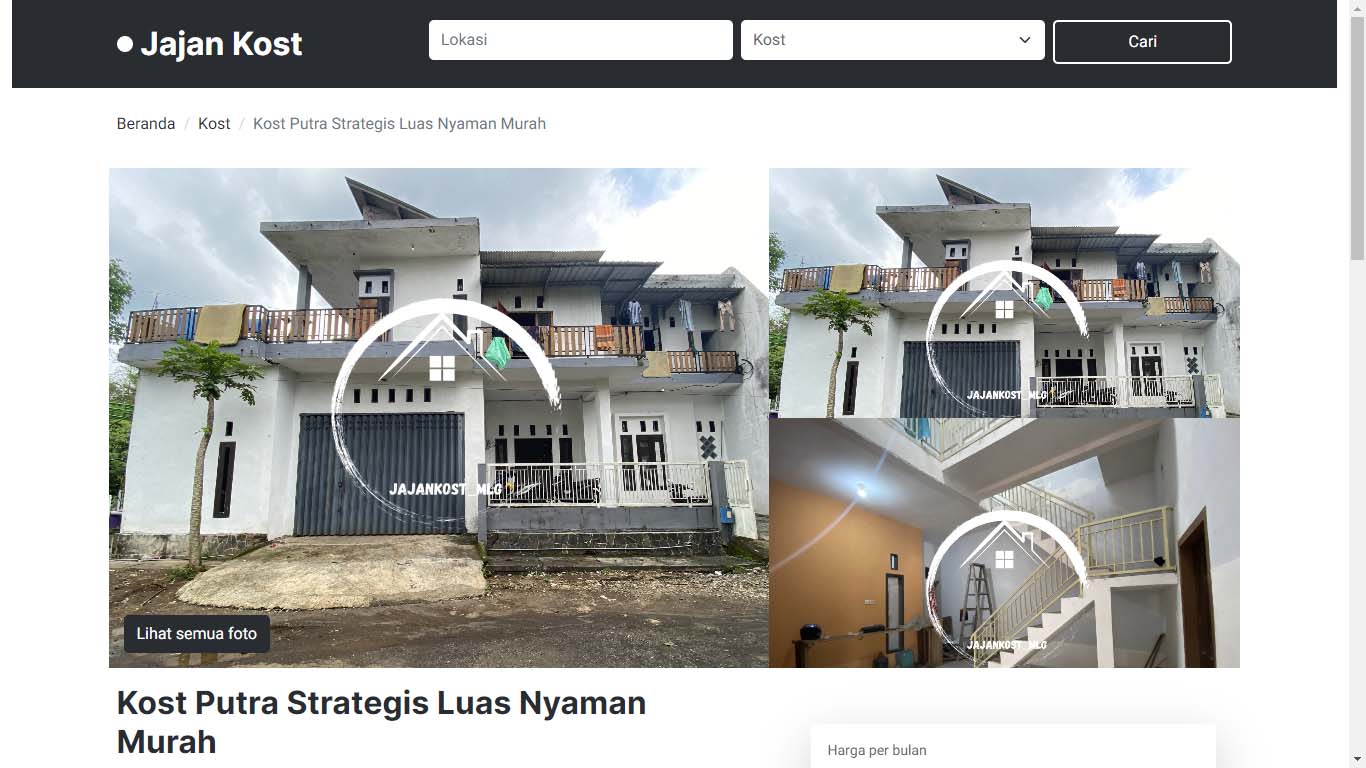 Jajan Kost
Lokasi
Kost
Cari
Beranda / Kost / Kost Putra Strategis Luas Nyaman Murah
JAJANKOST_MLG
JAJANKOST_MLG
JAJANKOST_MLG
Lihat semua foto
Kost Putra Strategis Luas Nyaman
Murah
Harga per bulan